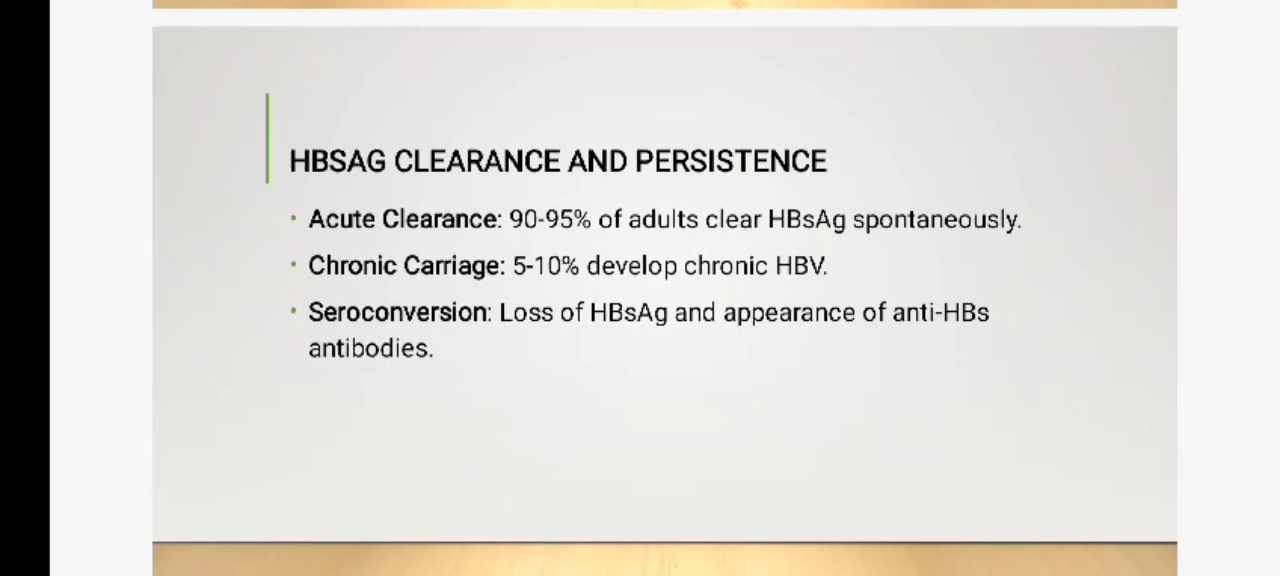 HBSAG CLEARANCE AND PERSISTENCE
• Acute Clearance: 90-95% of adults clear HBsAg spontaneously.
• Chronic Carriage: 5-10% develop chronic HBV.
• Seroconversion: Loss of HBsAg and appearance of anti-HBs
antibodies.